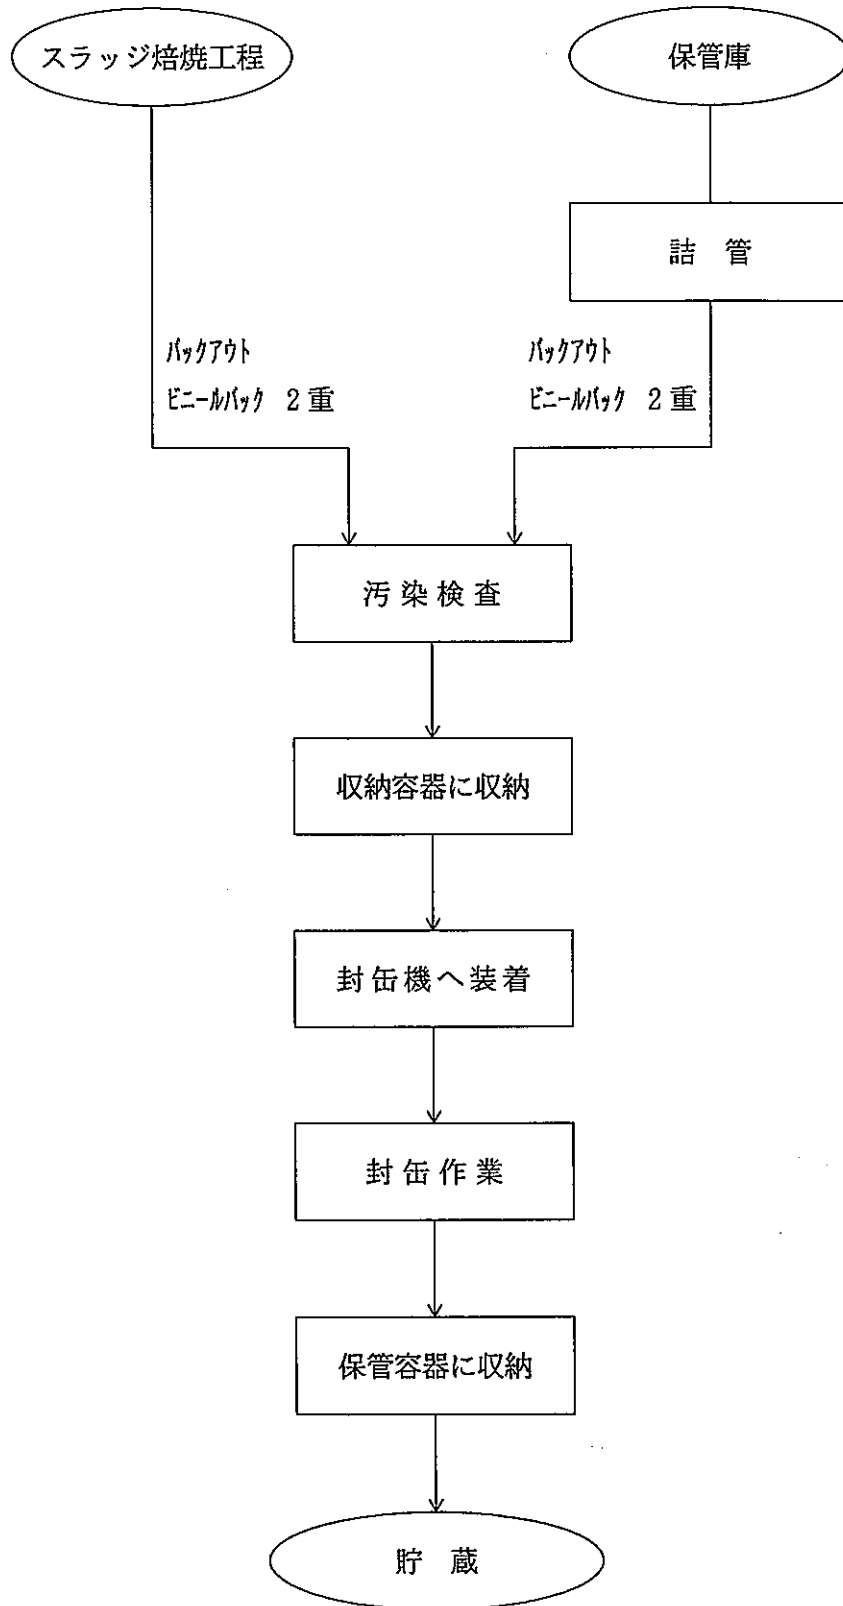 スラッジ焙焼工程
保管庫
詰 管
バックアウト
ビニールバック 2重
バックアウト
ビニールバック 2重
汚染検査
収納容器に収納
封缶機へ装着
封缶作業
保管容器に収納
貯 蔵